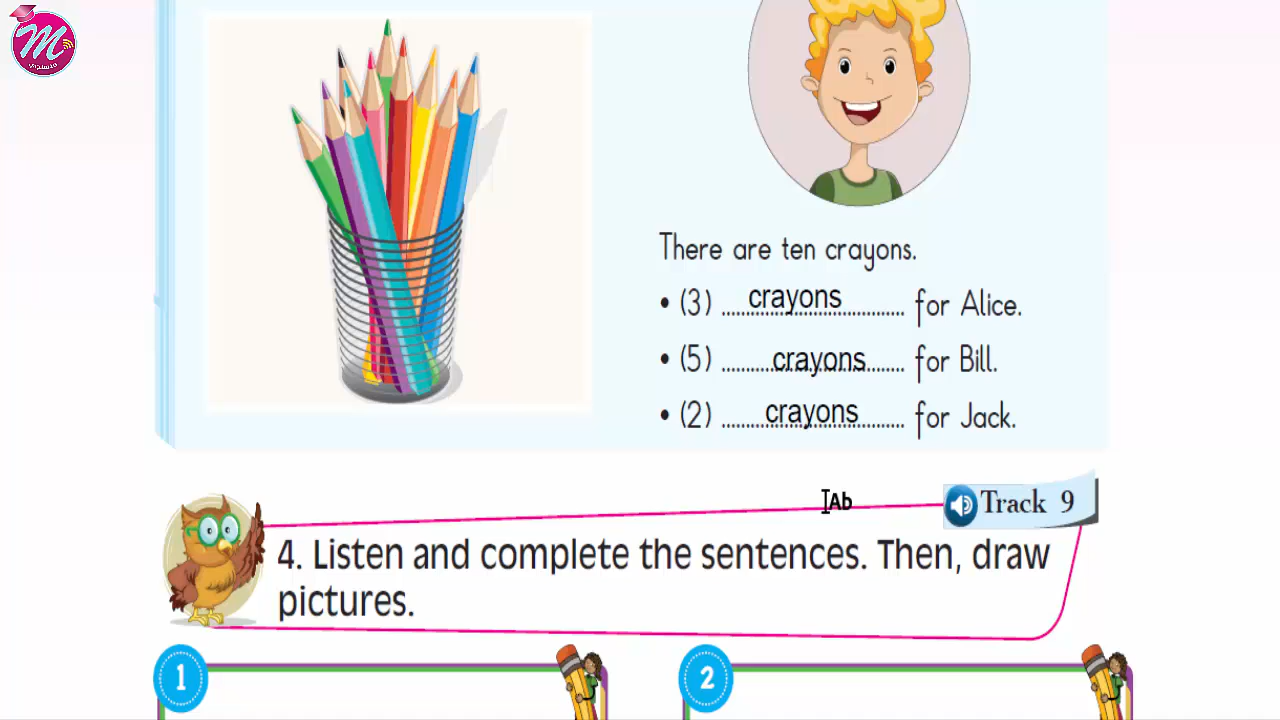 M
There are ten crayons.
• (3) crayons for Alice.
• (5) crayons for Bill.
• (2) crayons for Jack.
Ab
Track 9
4. Listen and complete the sentences. Then, draw
pictures.
1
2